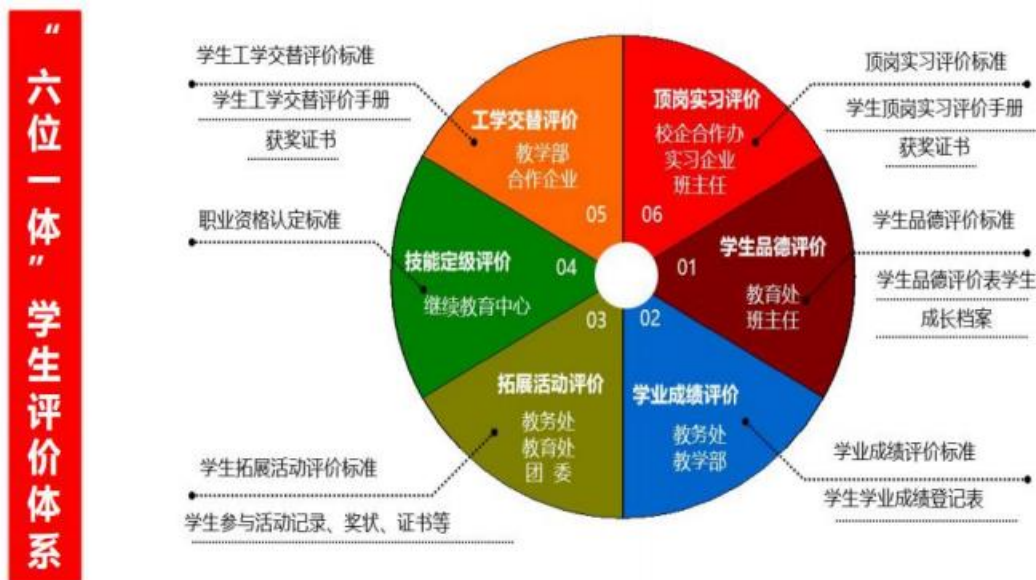 “六位一体”学生评价体系
学生工学交替评价标准
学生工学交替评价手册
获奖证书
职业资格认定标准
学生拓展活动评价标准
学生参与活动记录、奖状、证书等
工学交替评价
教学部
合作企业
05
顶岗实习评价
校企合作办
实习企业
班主任
06
技能定级评价
04
继续教育中心
学生品德评价
01
教育处
班主任
03
拓展活动评价
教务处
教育处
团 委
02
学业成绩评价
教务处
教学部
顶岗实习评价标准
学生顶岗实习评价手册
获奖证书
学生品德评价标准
学生品德评价表学生
成长档案
学业成绩评价标准
学生学业成绩登记表